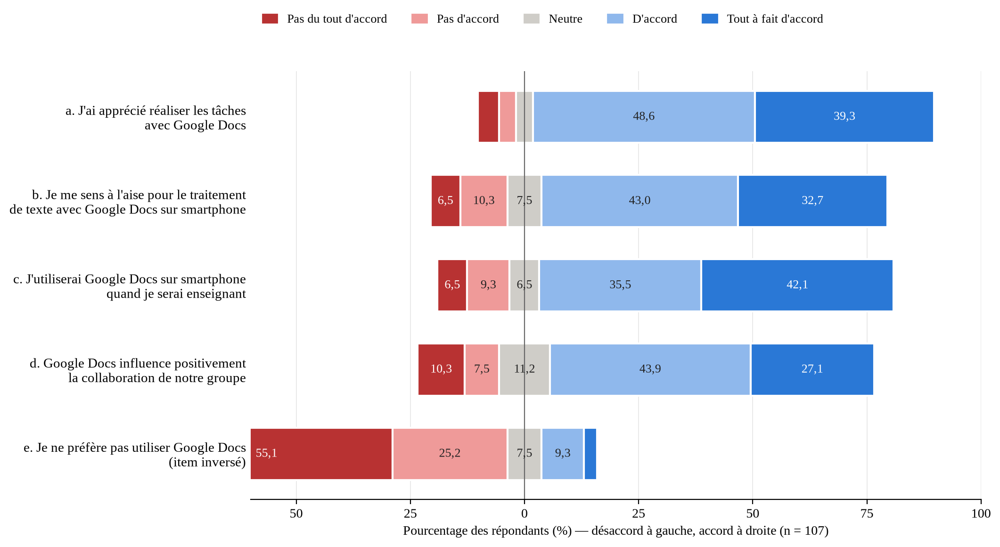 Pas du tout d'accord Pas d'accord Neutre D'accord Tout à fait d'accord
a. J'ai apprécié réaliser les tâches
avec Google Docs
48,6 39,3
b. Je me sens à l'aise pour le traitement
de texte avec Google Docs sur smartphone
6,5 10,3 7,5 43,0 32,7
c. J'utiliserai Google Docs sur smartphone
quand je serai enseignant
6,5 9,3 6,5 35,5 42,1
d. Google Docs influence positivement
la collaboration de notre groupe
10,3 7,5 11,2 43,9 27,1
e. Je ne préfère pas utiliser Google Docs
(item inversé)
55,1 25,2 7,5 9,3
50 25 0 25 50 75 100
Pourcentage des répondants (%) — désaccord à gauche, accord à droite (n = 107)